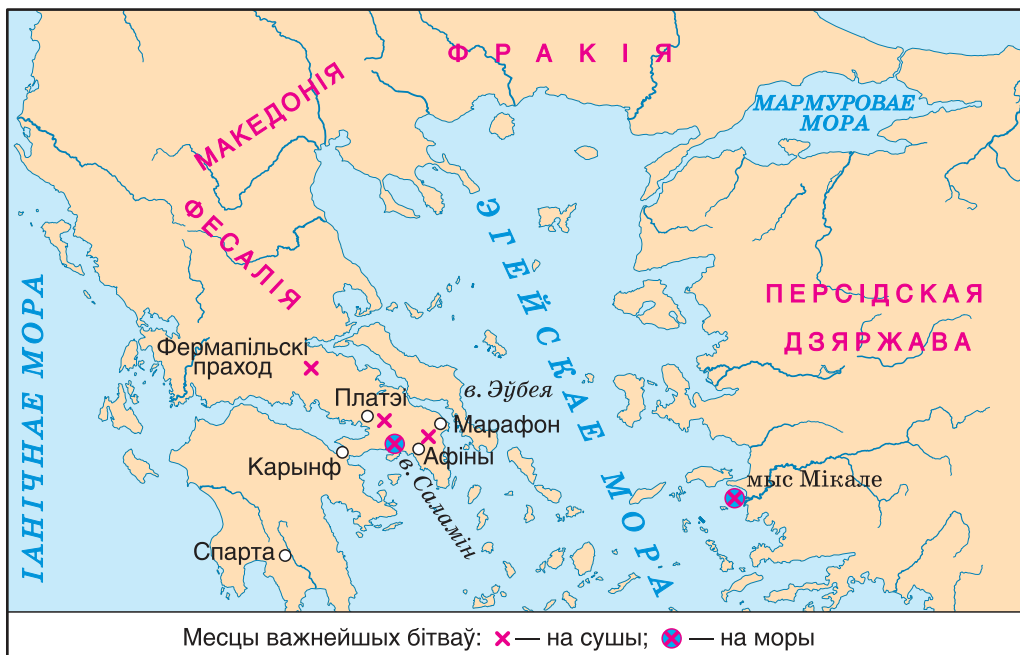 ФРАКІЯ
МАКЕДОНІЯ
МАРМУРОВАЕ
МОРА
ФЕСАЛІЯ
ЭГЕЙСКАЕ МОРА
ІАНІЧНАЕ МОРА
ПЕРСІДСКАЯ
ДЗЯРЖАВА
Фермапільскі
праход
в. Эўбея
Платэі
Марафон
Афіны
Карынф
в. Саламін
мыс Мікале
Спарта
Месцы важнейшых бітваў: — на сушы; — на моры